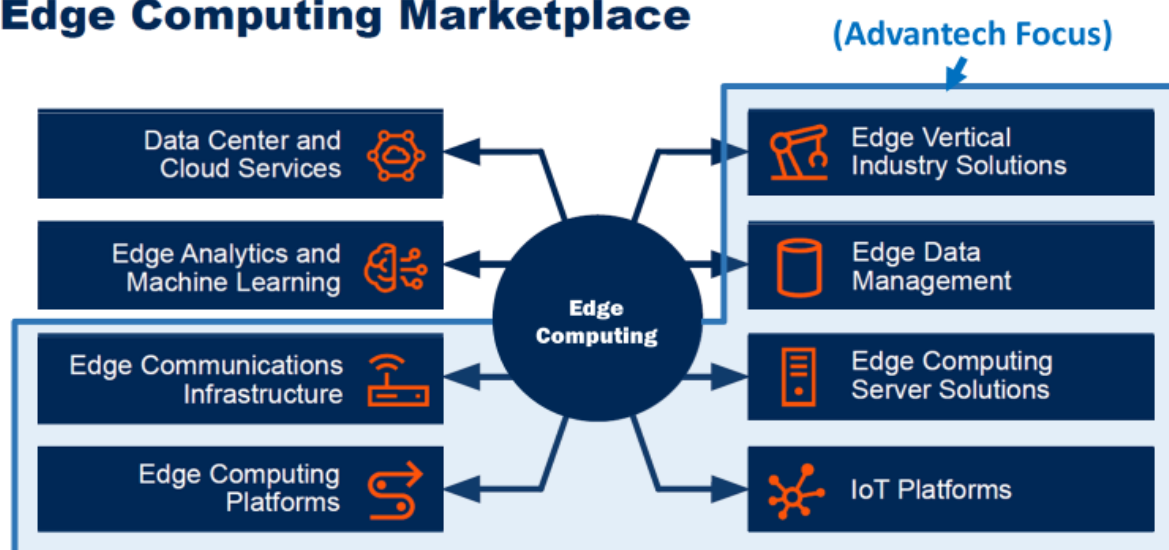 Edge Computing Marketplace
(Advantech Focus)
Data Center and
Cloud Services
Edge Analytics and
Machine Learning
Edge Communications
Infrastructure
Edge Computing
Platforms
Edge
Computing
Edge Vertical
Industry Solutions
Edge Data
Management
Edge Computing
Server Solutions
IoT Platforms